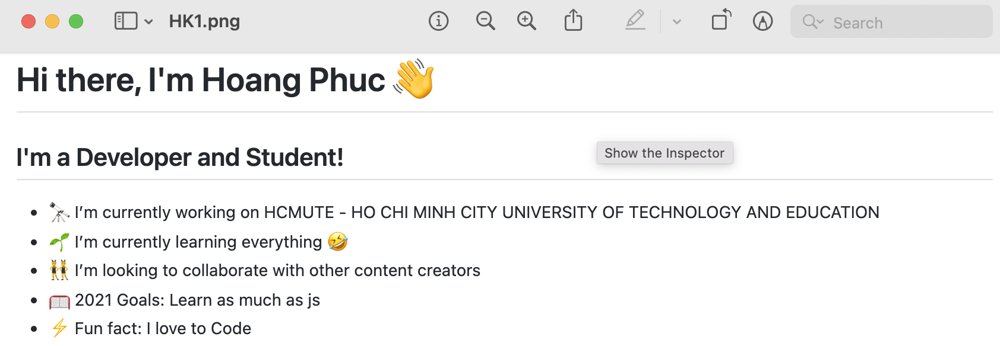 HK1.png
Search
Hi there, I'm Hoang Phuc 👋
I'm a Developer and Student!
Show the Inspector
• 🔭 I’m currently working on HCMUTE - HO CHI MINH CITY UNIVERSITY OF TECHNOLOGY AND EDUCATION
• 🌱 I’m currently learning everything 🤣
• 👯 I’m looking to collaborate with other content creators
• 🥅 2021 Goals: Learn as much as js
• ⚡ Fun fact: I love to Code